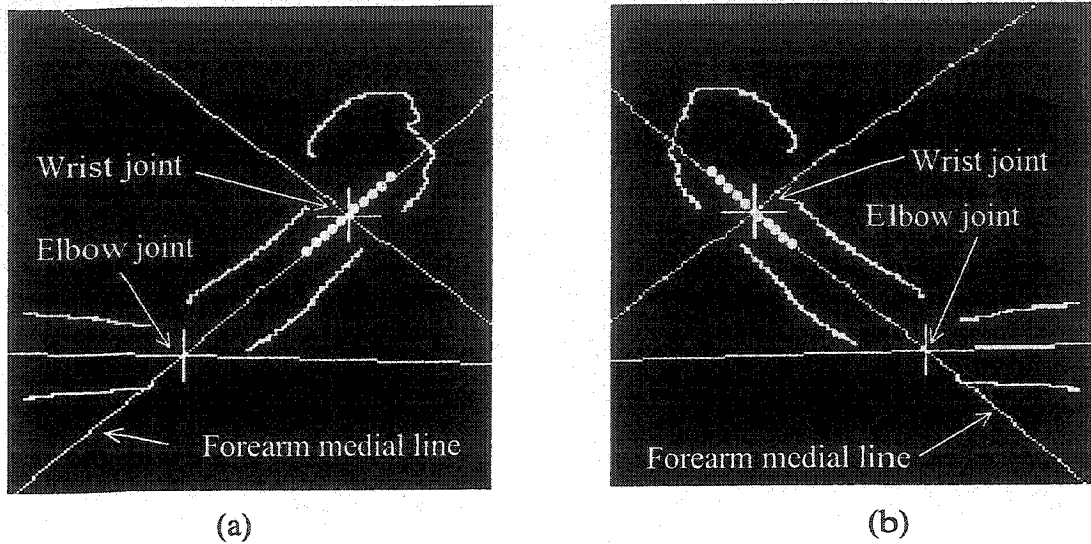 Wrist joint
Elbow joint
Forearm medial line
(a)
Wrist joint
Elbow joint
Forearm medial line
(b)